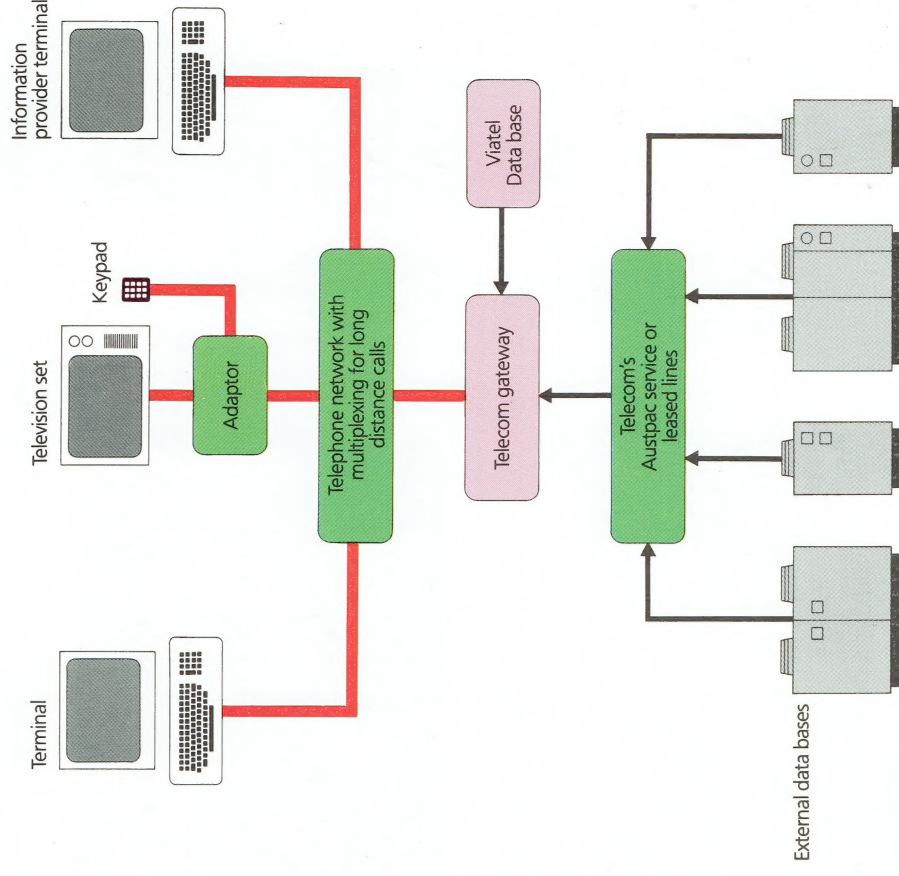 Terminal
Television set
Keypad
Information
provider terminal
Adaptor
Telephone network with
multiplexing for long
distance calls
Telecom gateway
Viatel
Data base
Telecom's
Austpac service or
leased lines
External data bases